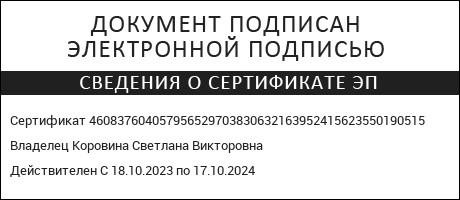 ДОКУМЕНТ ПОДПИСАН
ЭЛЕКТРОННОЙ ПОДПИСЬЮ
СВЕДЕНИЯ О СЕРТИФИКАТЕ ЭП
Сертификат 460837604057956529703830632163952415623550190515
Владелец Коровина Светлана Викторовна
Действителен С 18.10.2023 по 17.10.2024